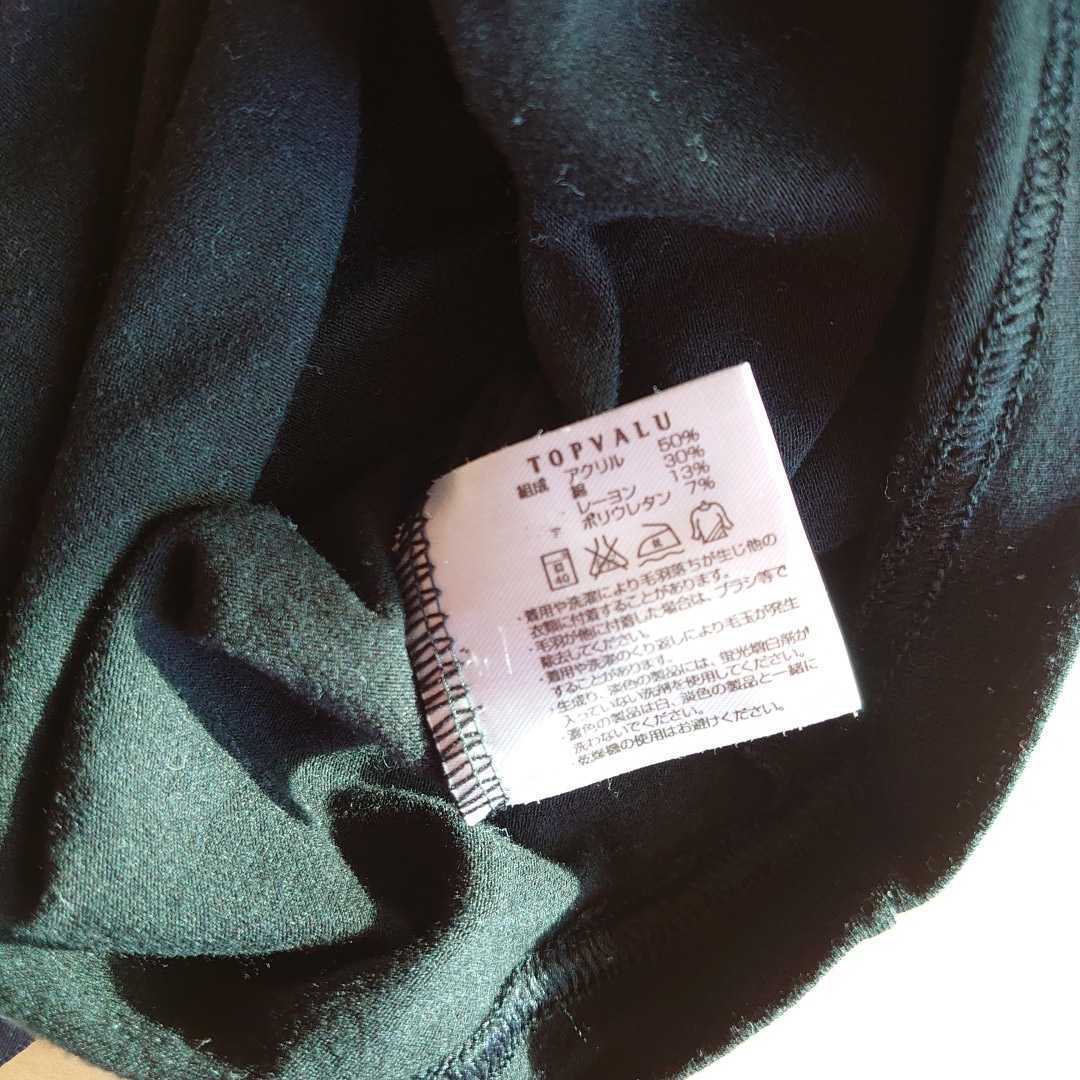 TOPVALU
組成 アクリル 50%
綿 30%
レーヨン 13%
ポリウレタン 7%
40
・着用や洗濯により毛羽落ちが生じ他の
衣類に付着することがあります。
毛羽が他に付着した場合は、ブラシ等で
除去してください。
・着用や洗濯のくり返しにより毛玉が発生
することがあります。
・生成り、淡色の製品には、蛍光増白剤が
入っていない洗剤を使用してください。
・濃色の製品は白、淡色の製品と一緒に
洗わないでください。
・乾燥機の使用はお避けください。